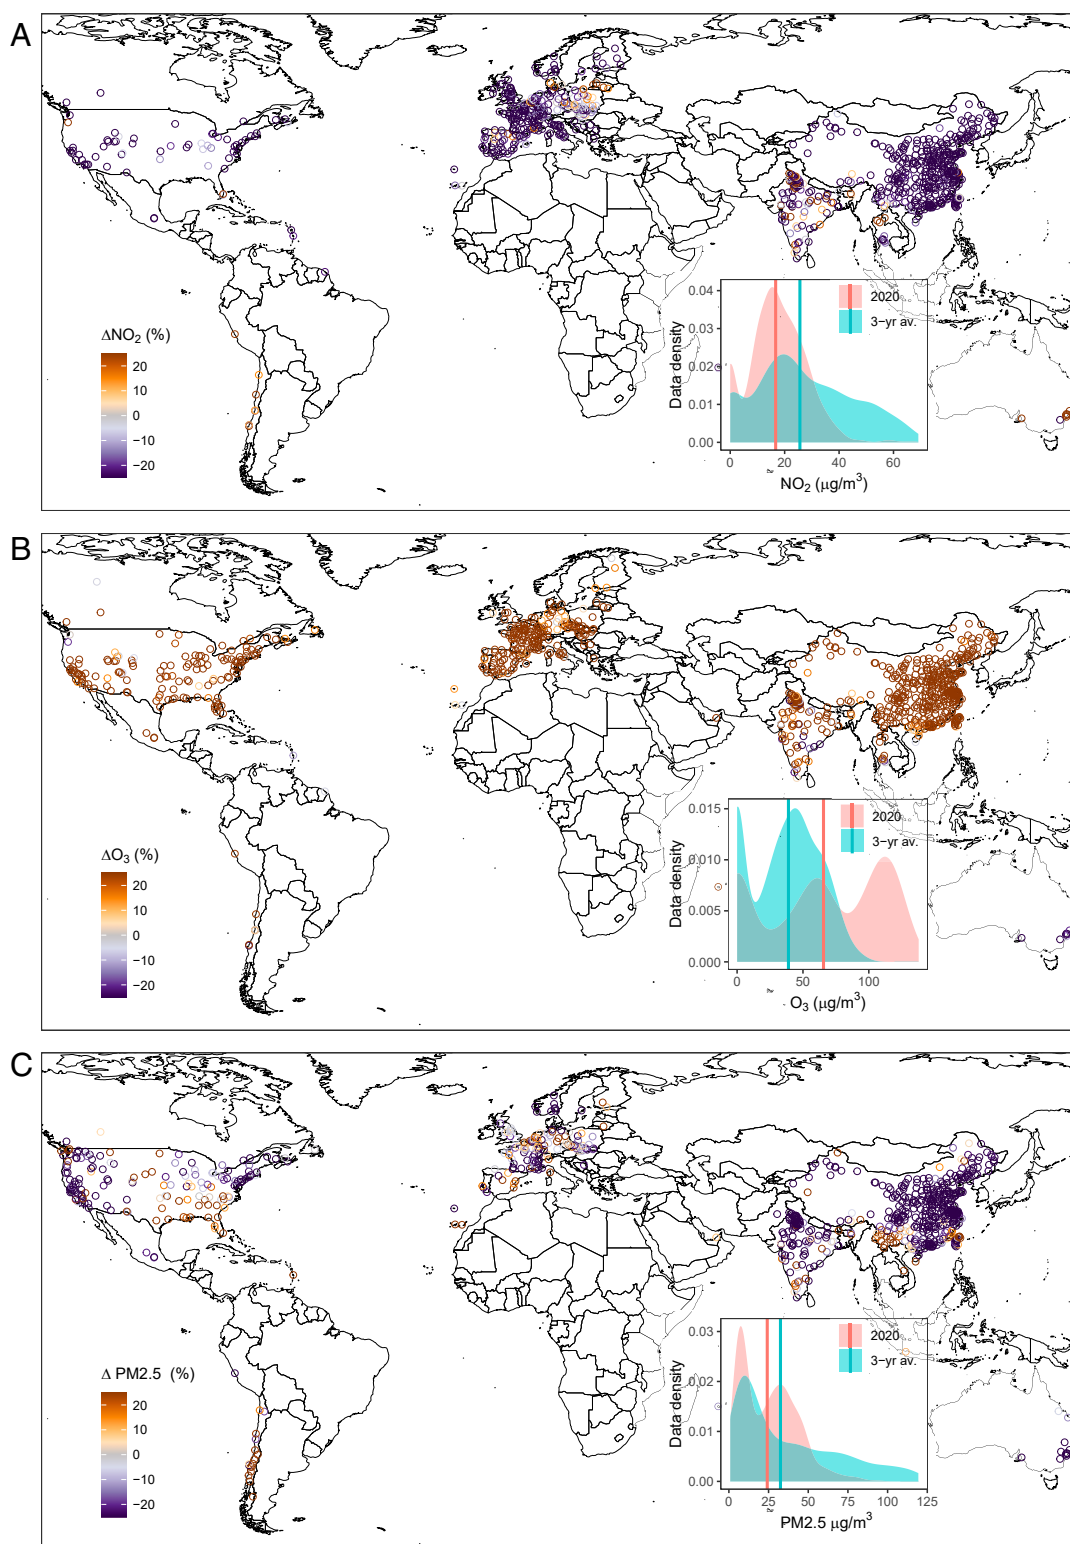 A
ΔNO₂ (%)
20
10
0
−10
−20
0.04
0.03
0.02
0.01
0.00
Data density
2020
3−yr av.
0
20
40
60
NO₂ (μg/m³)
B
ΔO₃ (%)
20
10
0
−10
−20
0.015
0.010
0.005
0.000
Data density
2020
3−yr av.
0
50
100
O₃ (μg/m³)
C
Δ PM2.5 (%)
20
10
0
−10
−20
0.03
0.02
0.01
0.00
Data density
2020
3−yr av.
0
25
50
75
100
125
PM2.5 μg/m³